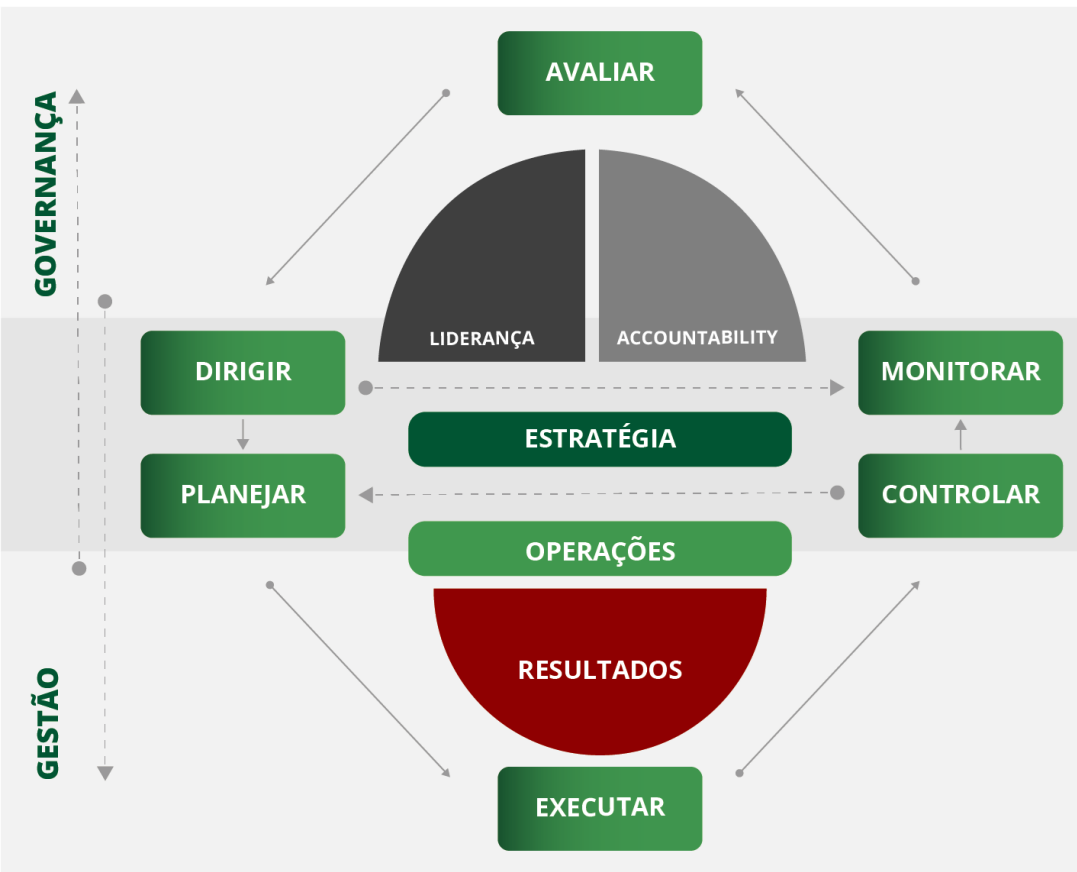 AVALIAR
GOVERNANÇA
LIDERANÇA
ACCOUNTABILITY
DIRIGIR
MONITORAR
ESTRATÉGIA
PLANEJAR
CONTROLAR
OPERAÇÕES
RESULTADOS
GESTÃO
EXECUTAR